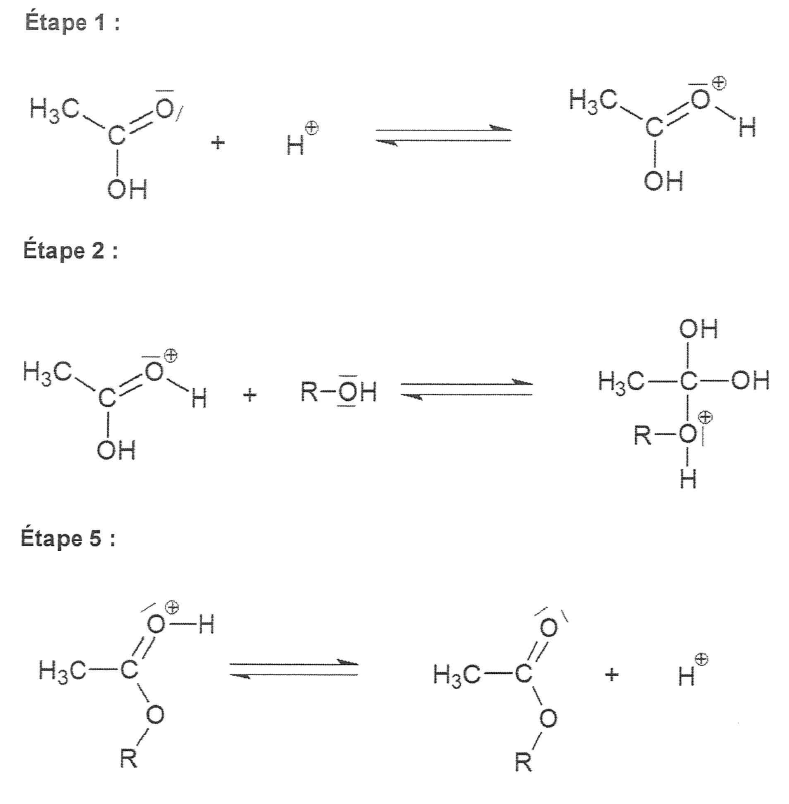 Étape 1 :
H₃C O ⊕
C + H⊕ H₃C O H
OH C
OH
Étape 2 :
OH
H₃C O ⊕ H + R–OH H₃C–C–OH
C R–O ⊕
OH H
Étape 5 :
O ⊕ –H O
H₃C–C H₃C–C + H⊕
O O
R R